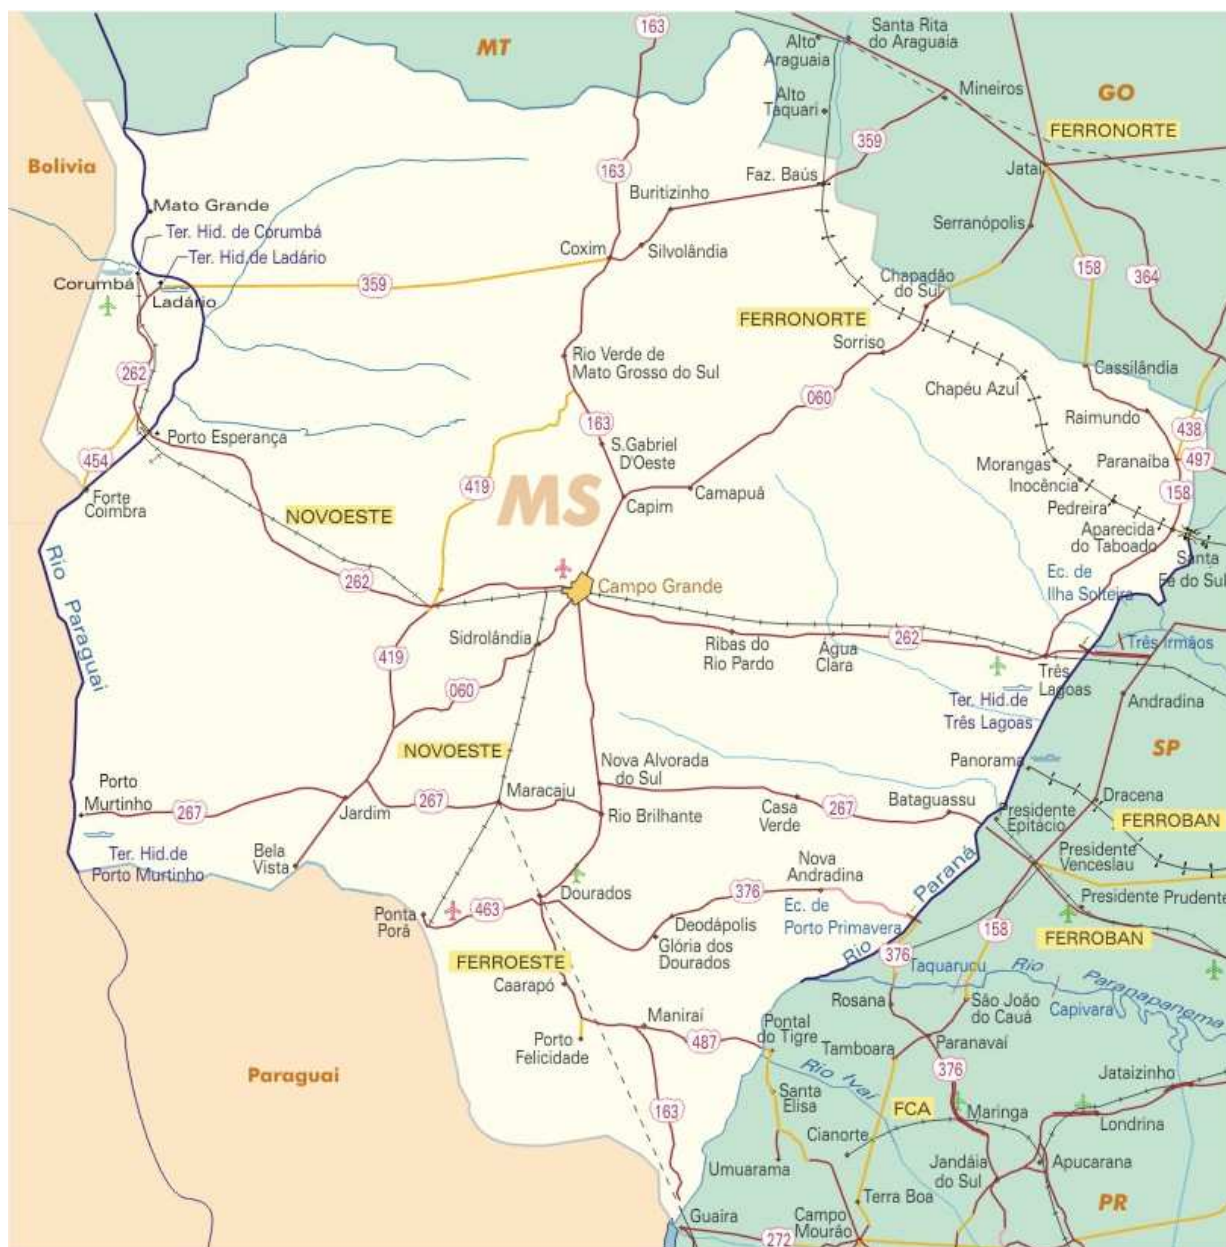 163
MT
Alto
Araguaia
Santa Rita
do Araguaia
Mineiros
GO
Alto
Taquari
FERRONORTE
359
Bolívia
163
Faz. Baús
Jataí
Buritizinho
Mato Grande
Ter. Hid. de Corumbá
Serranópolis
Ter. Hid. de Ladário
Coxim
Silvolândia
158
364
Corumbá
Ladário
359
Chapadão
do Sul
FERRONORTE
Sorriso
Rio Verde de
Mato Grosso do Sul
Cassilândia
262
Chapéu Azul
060
Raimundo
163
438
Porto Esperança
S.Gabriel
D'Oeste
454
Morangas
Paranaíba
497
419
MS
Inocência
Forte
Coimbra
Capim
Camapuã
Pedreira
158
NOVOESTE
Aparecida
do Taboado
Rio Paraguai
Santa
Fé do Sul
Ec. de
Ilha Solteira
262
Campo Grande
Sidrolândia
Ribas do
Rio Pardo
Água
Clara
262
Três Irmãos
419
Três
Lagoas
060
Ter. Hid.de
Três Lagoas
Andradina
NOVOESTE
SP
Panorama
Porto
Murtinho
Nova Alvorada
do Sul
Maracaju
Casa
Verde
267
Bataguassu
Dracena
267
Jardim
267
Rio Brilhante
Presidente
Epitácio
FERROBAN
Ter. Hid.de
Porto Murtinho
Bela
Vista
Nova
Andradina
Presidente
Venceslau
Rio Paraná
Dourados
376
Ponta
Porã
463
Ec. de
Porto Primavera
Presidente Prudente
Deodápolis
158
Glória dos
Dourados
FERROBAN
FERROESTE
376
Taquaruçu
Rio Paranapanema
Caarapó
Rosana
São João
do Cauá
Capivara
Maniraí
Porto
Felicidade
487
Pontal
do Tigre
Tamboara
Paranavaí
Rio Ivaí
376
Paraguai
Jataizinho
Santa
Elisa
163
FCA
Maringa
Londrina
Cianorte
Umuarama
Jandáia
do Sul
Apucarana
Terra Boa
PR
Guaíra
Campo
Mourão
272